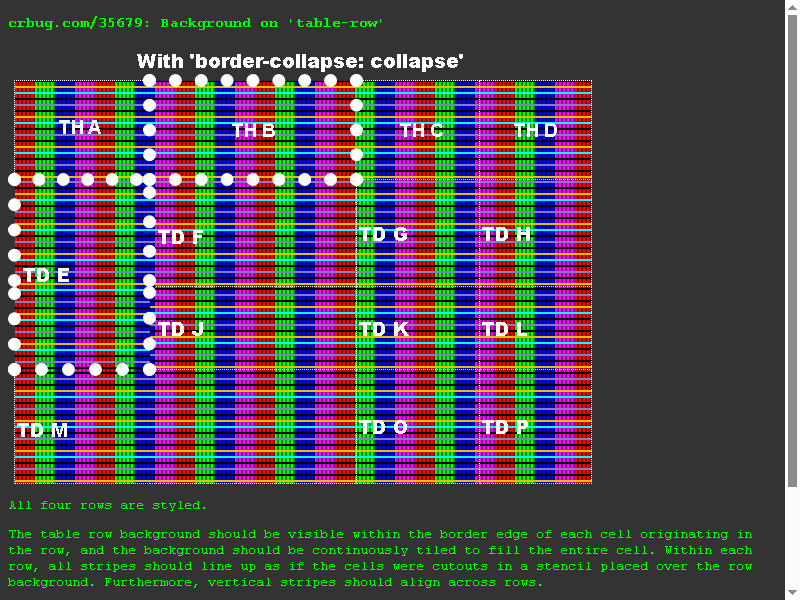 crbug.com/35679: Background on 'table-row'
With 'border-collapse: collapse'
TH A
TH B
TH C
TH D
TD E
TD F
TD G
TD H
TD J
TD K
TD L
TD M
TD O
TD P
All four rows are styled.
The table row background should be visible within the border edge of each cell originating in
the row, and the background should be continuously tiled to fill the entire cell. Within each
row, all stripes should line up as if the cells were cutouts in a stencil placed over the row
background. Furthermore, vertical stripes should align across rows.